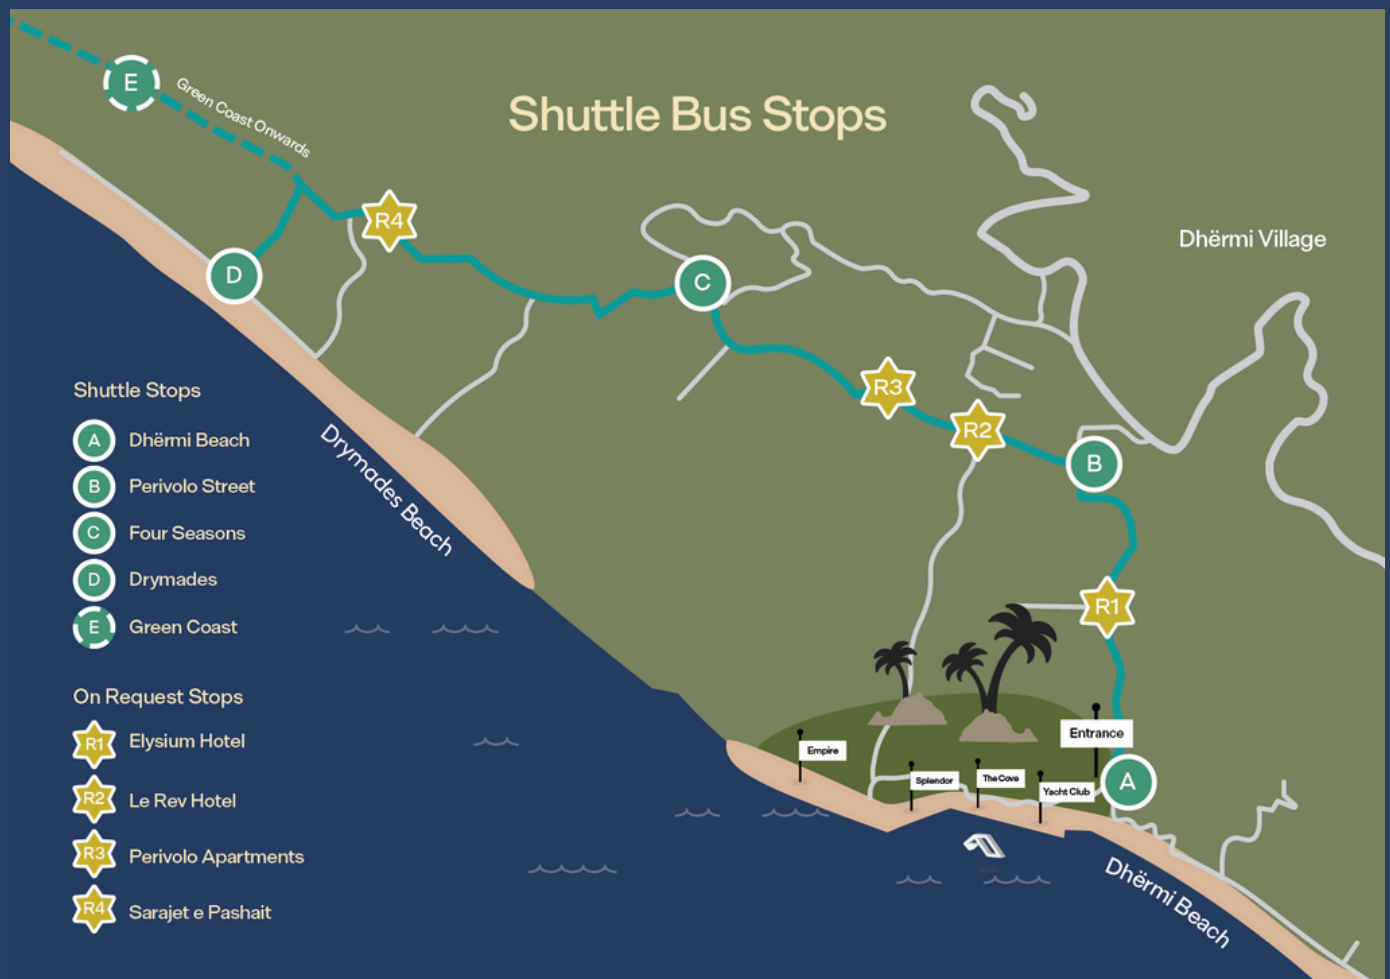 Shuttle Bus Stops
E
Green Coast Onwards
R4
D
C
Dhërmi Village
R3
R2
B
R1
Drymades Beach
Entrance
A
Empire
Splendor
The Cove
Yacht Club
Dhërmi Beach
Shuttle Stops
A Dhërmi Beach
B Perivolo Street
C Four Seasons
D Drymades
E Green Coast
On Request Stops
R1 Elysium Hotel
R2 Le Rev Hotel
R3 Perivolo Apartments
R4 Sarajet e Pashait